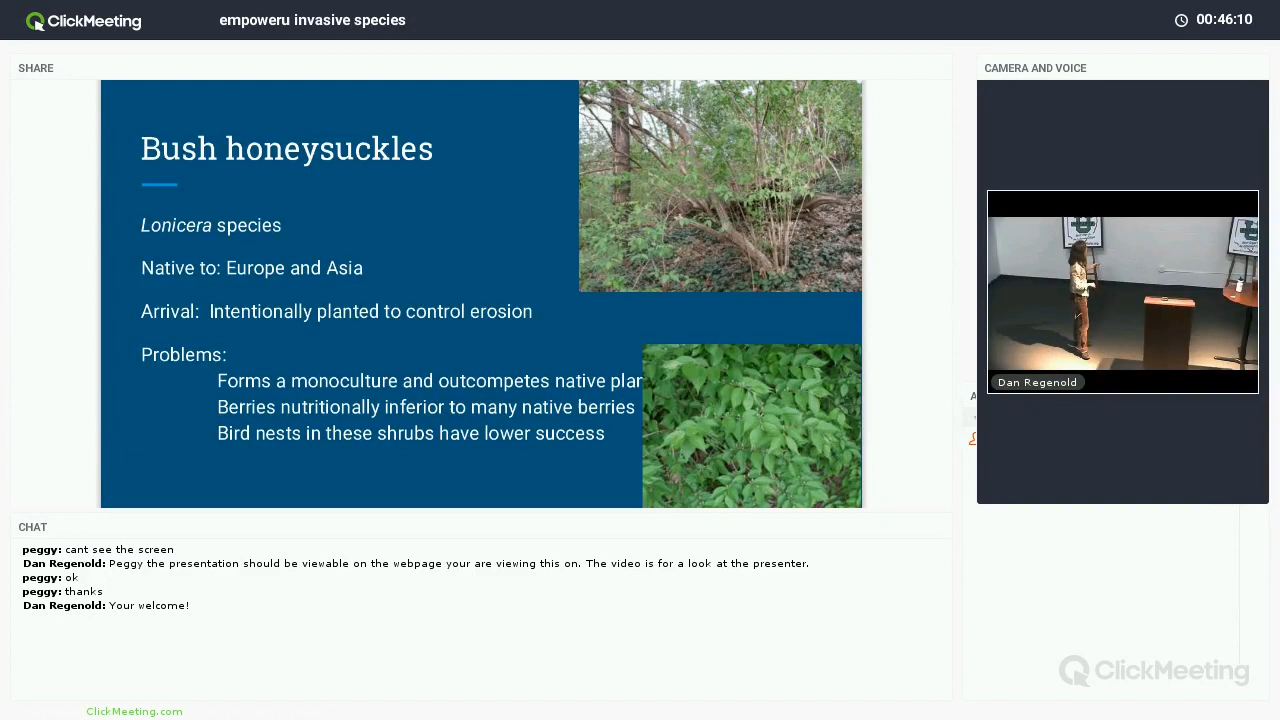 ClickMeeting
empoweru invasive species
00:46:10
SHARE
CAMERA AND VOICE
Bush honeysuckles
Lonicera species
Native to: Europe and Asia
Arrival: Intentionally planted to control erosion
Problems:
Forms a monoculture and outcompetes native plan
Berries nutritionally inferior to many native berries
Bird nests in these shrubs have lower success
Dan Regenold
A
CHAT
peggy: cant see the screen
Dan Regenold: Peggy the presentation should be viewable on the webpage your are viewing this on. The video is for a look at the presenter.
peggy: ok
peggy: thanks
Dan Regenold: Your welcome!
ClickMeeting
ClickMeeting.com